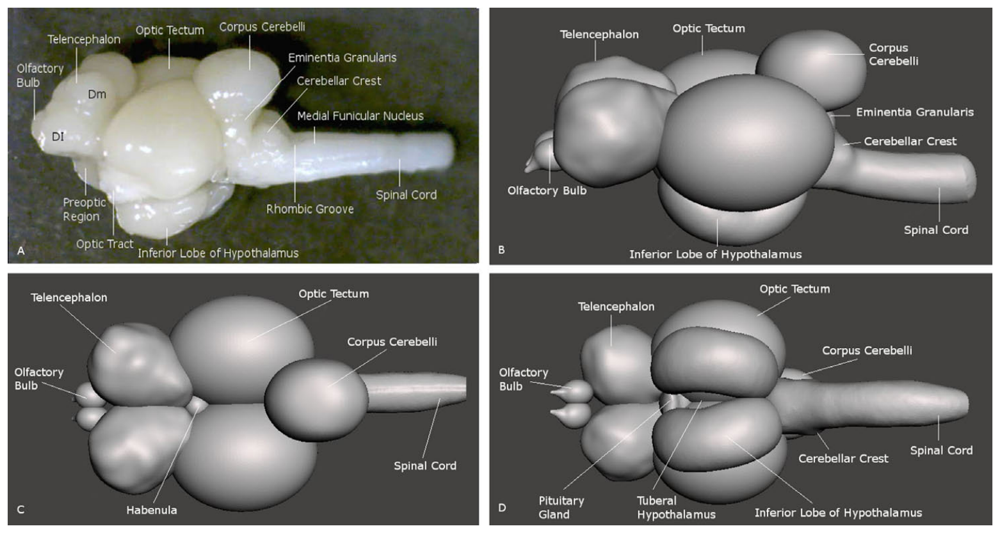 Telencephalon
Optic Tectum
Corpus Cerebelli
Olfactory
Bulb
Eminentia Granularis
Cerebellar Crest
Dm
Medial Funicular Nucleus
Dl
Preoptic
Region
Spinal Cord
Rhombic Groove
Optic Tract
Inferior Lobe of Hypothalamus
A
Telencephalon
Optic Tectum
Corpus
Cerebelli
Eminentia Granularis
Cerebellar Crest
Olfactory Bulb
Spinal Cord
Inferior Lobe of Hypothalamus
B
Telencephalon
Optic Tectum
Corpus Cerebelli
Olfactory
Bulb
Spinal Cord
Habenula
C
Optic Tectum
Telencephalon
Corpus Cerebelli
Olfactory
Bulb
Spinal Cord
Cerebellar Crest
Pituitary
Gland
Tuberal
Hypothalamus
Inferior Lobe of Hypothalamus
D